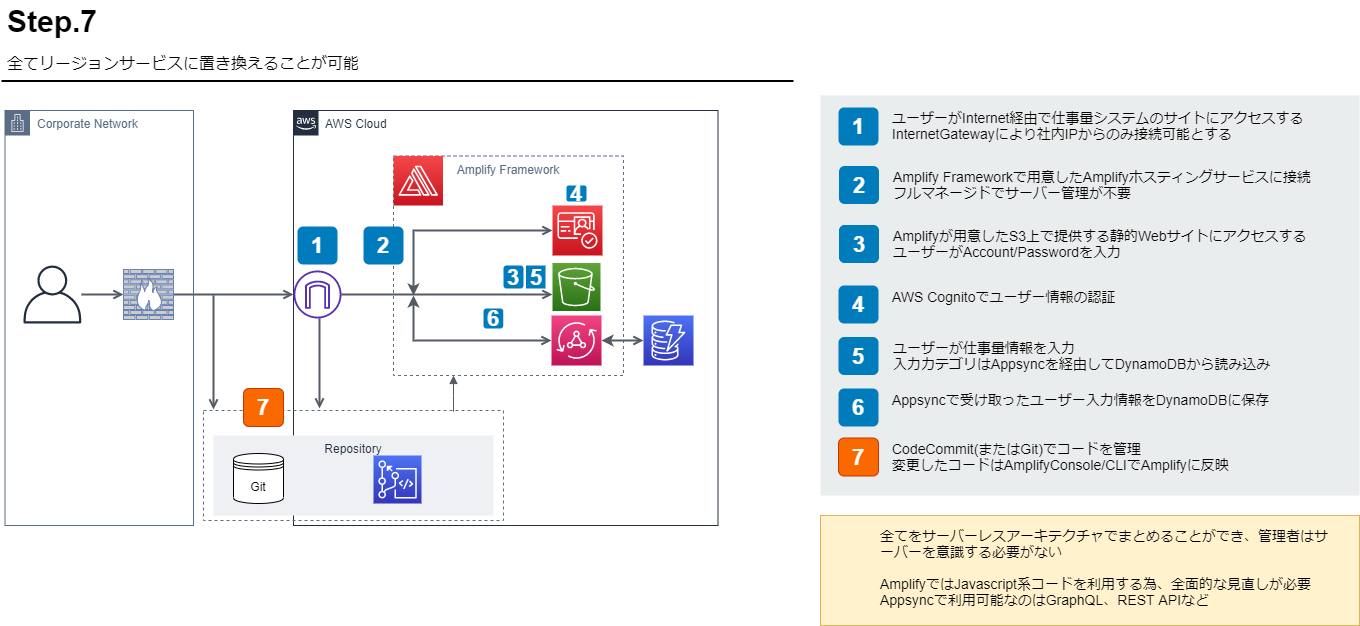 Step.7
全てリージョンサービスに置き換えることが可能
Corporate Network
aws
AWS Cloud
Amplify Framework
4
1
2
3
5
6
7
Repository
Git
1
ユーザーがInternet経由で仕事量システムのサイトにアクセスする
InternetGatewayにより社内IPからのみ接続可能とする
2
Amplify Frameworkで用意したAmplifyホスティングサービスに接続
フルマネージドでサーバー管理が不要
3
Amplifyが用意したS3上で提供する静的Webサイトにアクセスする
ユーザーがAccount/Passwordを入力
4
AWS Cognitoでユーザー情報の認証
5
ユーザーが仕事量情報を入力
入力カテゴリはAppsyncを経由してDynamoDBから読み込み
6
Appsyncで受け取ったユーザー入力情報をDynamoDBに保存
7
CodeCommit(またはGit)でコードを管理
変更したコードはAmplifyConsole/CLIでAmplifyに反映
全てをサーバーレスアーキテクチャでまとめることができ、管理者はサ
ーバーを意識する必要がない
AmplifyではJavascript系コードを利用する為、全面的な見直しが必要
Appsyncで利用可能なのはGraphQL、REST APIなど